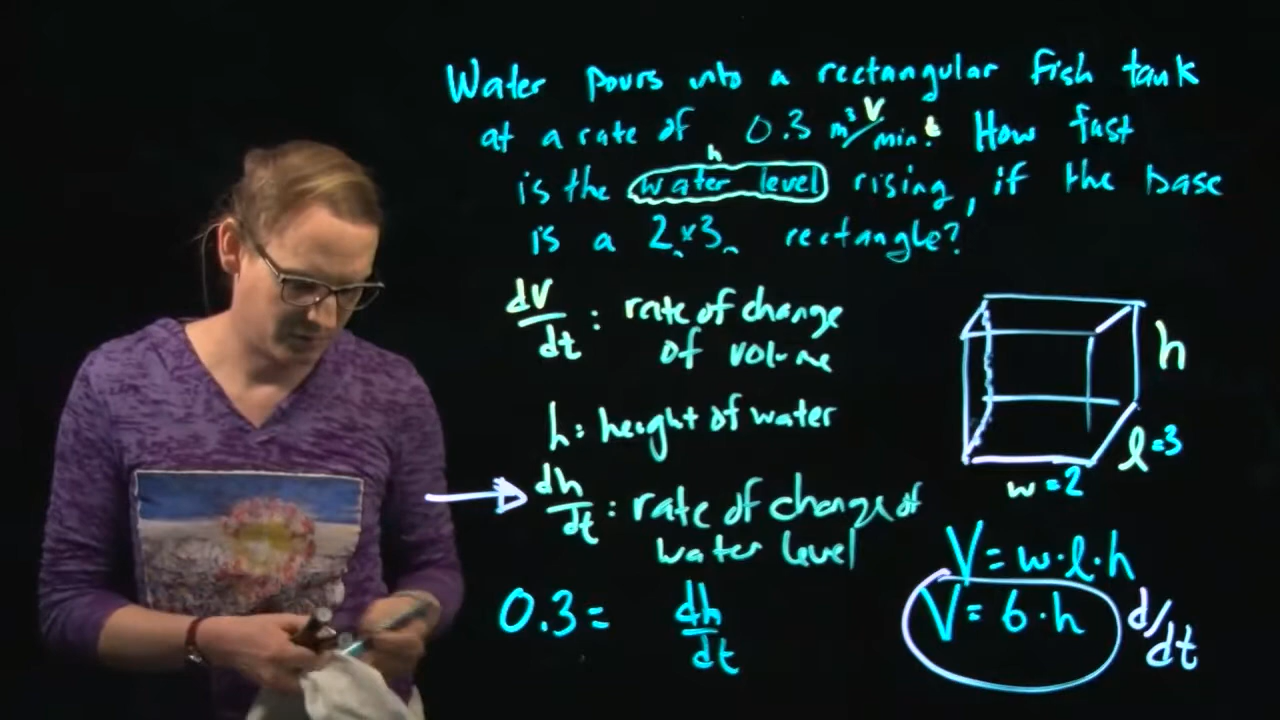 Water pours into a rectangular fish tank
at a rate of 0.3 m³/min. How fast
V
t
h
is the water level rising, if the base
is a 2×3 rectangle?
dV/dt : rate of change
of volume
h: height of water
dh/dt : rate of change of
water level
0.3 = dh/dt
h
l=3
w=2
V = w·l·h
V = 6·h
d/dt